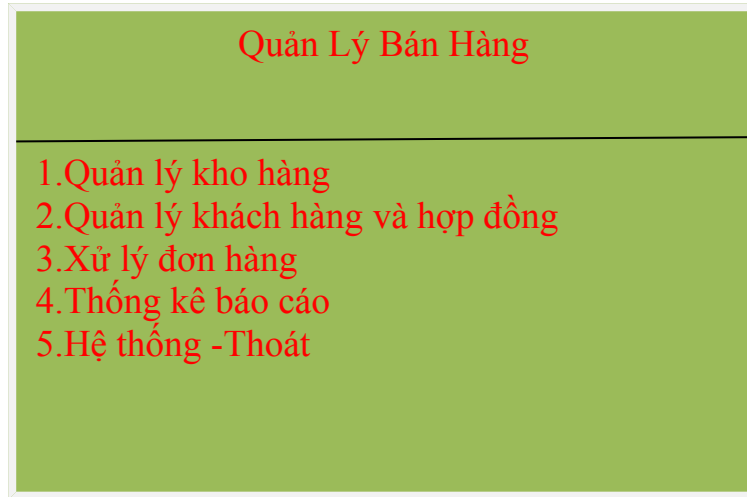 Quản Lý Bán Hàng
1.Quản lý kho hàng
2.Quản lý khách hàng và hợp đồng
3.Xử lý đơn hàng
4.Thống kê báo cáo
5.Hệ thống -Thoát